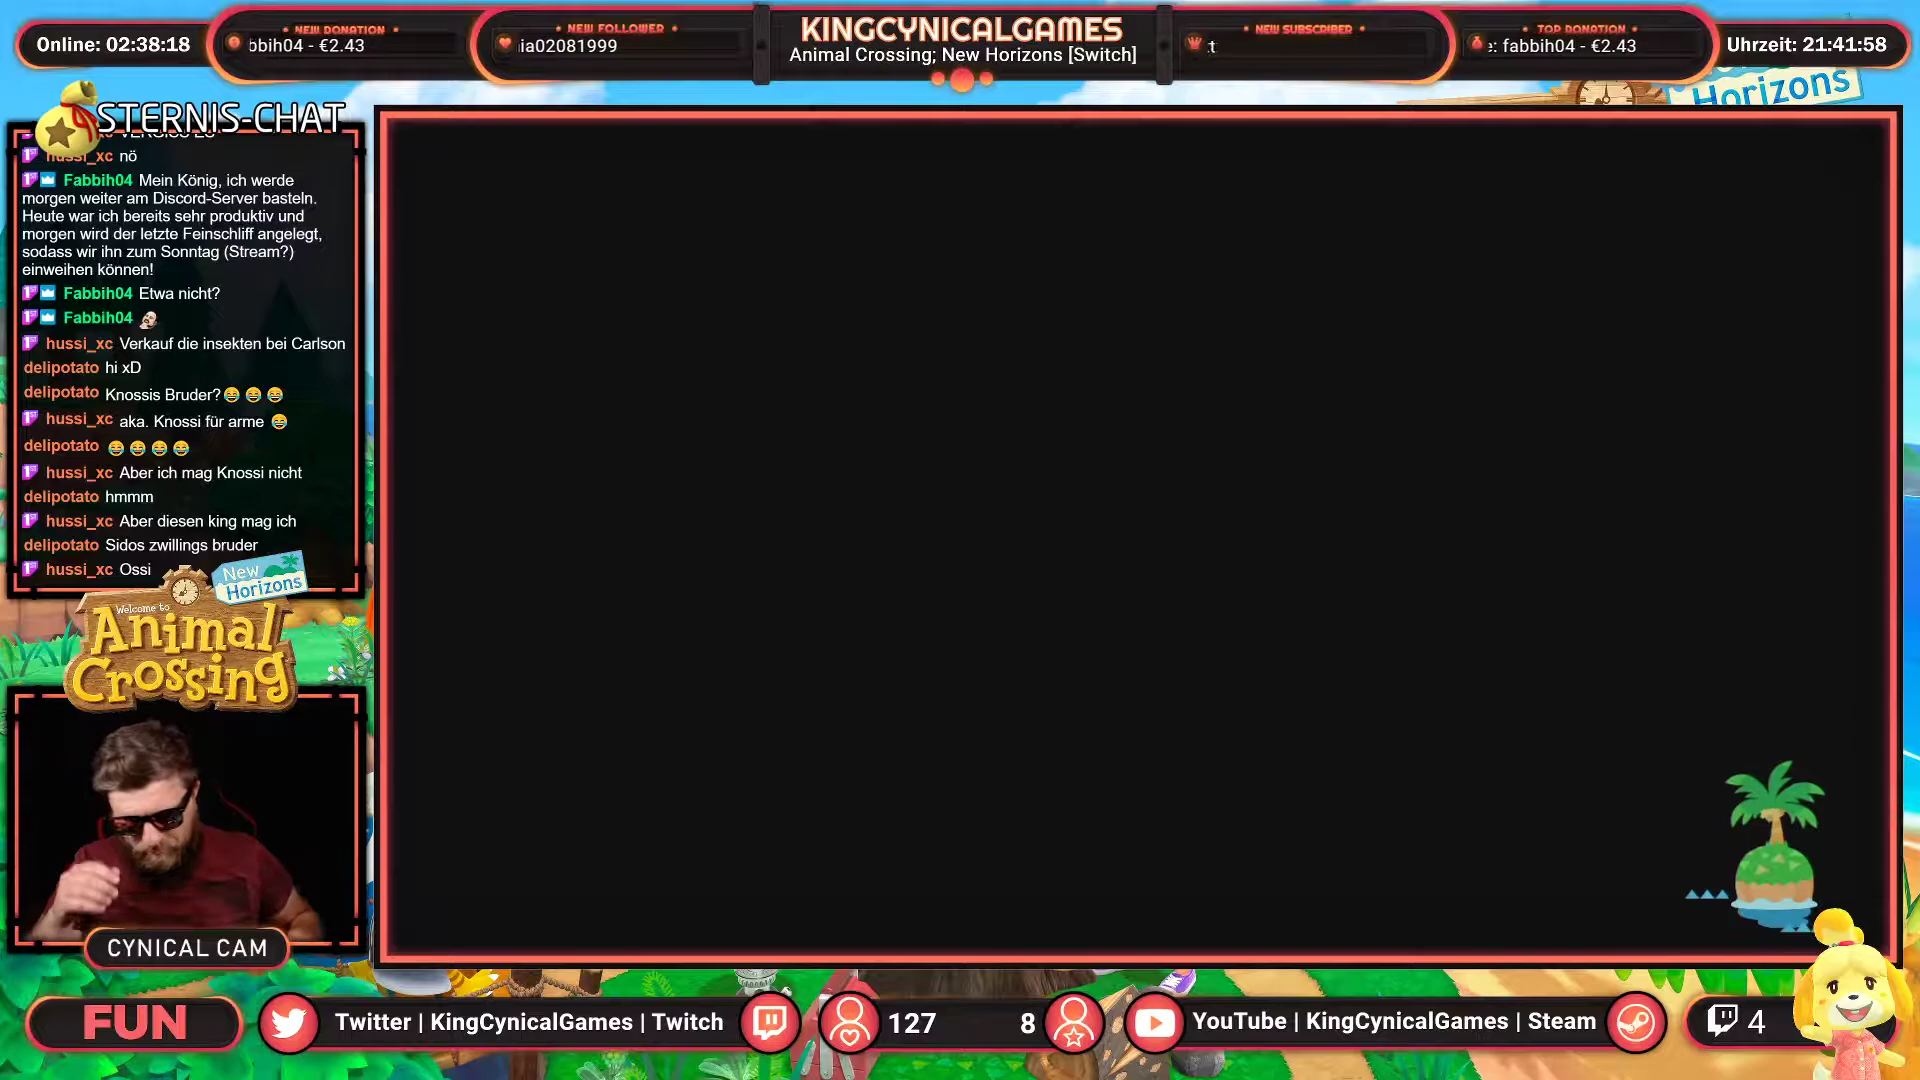 Online: 02:38:18
NEW DONATION
bbih04 - €2.43
NEW FOLLOWER
ia02081999
KINGCYNICALGAMES
Animal Crossing; New Horizons [Switch]
NEW SUBSCRIBER
:t
TOP DONATION
e: fabbih04 - €2.43
Uhrzeit: 21:41:58
Horizons
STERNIS-CHAT
hussi_xc nö
Fabbih04 Mein König, ich werde
morgen weiter am Discord-Server basteln.
Heute war ich bereits sehr produktiv und
morgen wird der letzte Feinschliff angelegt,
sodass wir ihn zum Sonntag (Stream?)
einweihen können!
Fabbih04 Etwa nicht?
Fabbih04
hussi_xc Verkauf die insekten bei Carlson
delipotato hi xD
delipotato Knossis Bruder?😂😂😂
hussi_xc aka. Knossi für arme 😂
delipotato 😂😂😂😂
hussi_xc Aber ich mag Knossi nicht
delipotato hmmm
hussi_xc Aber diesen king mag ich
delipotato Sidos zwillings bruder
hussi_xc Ossi
New
Horizons
Welcome to
Animal
Crossing
CYNICAL CAM
FUN
Twitter | KingCynicalGames | Twitch
127
8
YouTube | KingCynicalGames | Steam
4